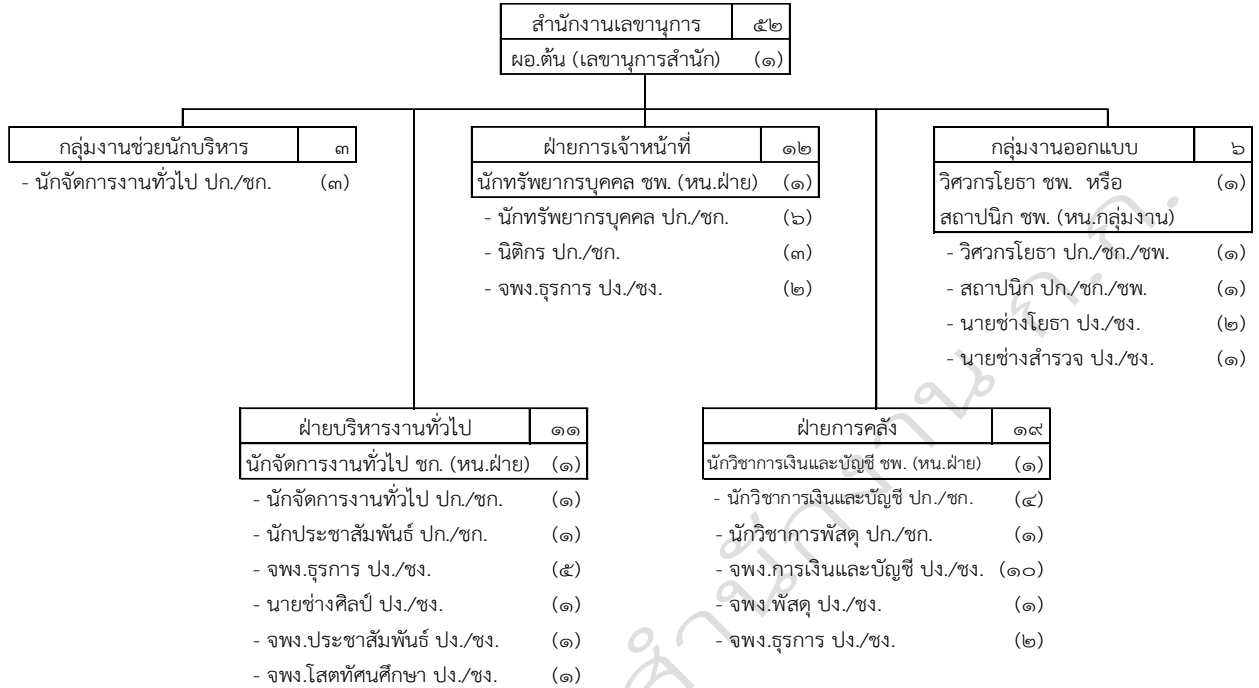 สำนักงานเลขานุการ ๕๒
ผอ.ต้น (เลขานุการสำนัก) (๑)
กลุ่มงานช่วยนักบริหาร ๓
- นักจัดการงานทั่วไป ปก./ชก. (๓)
ฝ่ายการเจ้าหน้าที่ ๑๒
นักทรัพยากรบุคคล ชพ. (หน.ฝ่าย) (๑)
- นักทรัพยากรบุคคล ปก./ชก. (๖)
- นิติกร ปก./ชก. (๓)
- จพง.ธุรการ ปง./ชง. (๒)
กลุ่มงานออกแบบ ๖
วิศวกรโยธา ชพ. หรือ (๑)
สถาปนิก ชพ. (หน.กลุ่มงาน)
- วิศวกรโยธา ปก./ชก./ชพ. (๑)
- สถาปนิก ปก./ชก./ชพ. (๑)
- นายช่างโยธา ปง./ชง. (๒)
- นายช่างสำรวจ ปง./ชง. (๑)
ฝ่ายบริหารงานทั่วไป ๑๑
นักจัดการงานทั่วไป ชก. (หน.ฝ่าย) (๑)
- นักจัดการงานทั่วไป ปก./ชก. (๑)
- นักประชาสัมพันธ์ ปก./ชก. (๑)
- จพง.ธุรการ ปง./ชง. (๕)
- นายช่างศิลป์ ปง./ชง. (๑)
- จพง.ประชาสัมพันธ์ ปง./ชง. (๑)
- จพง.โสตทัศนศึกษา ปง./ชง. (๑)
ฝ่ายการคลัง ๑๙
นักวิชาการเงินและบัญชี ชพ. (หน.ฝ่าย) (๑)
- นักวิชาการเงินและบัญชี ปก./ชก. (๔)
- นักวิชาการพัสดุ ปก./ชก. (๑)
- จพง.การเงินและบัญชี ปง./ชง. (๑๐)
- จพง.พัสดุ ปง./ชง. (๑)
- จพง.ธุรการ ปง./ชง. (๒)
สำนักงาน ก.ก.